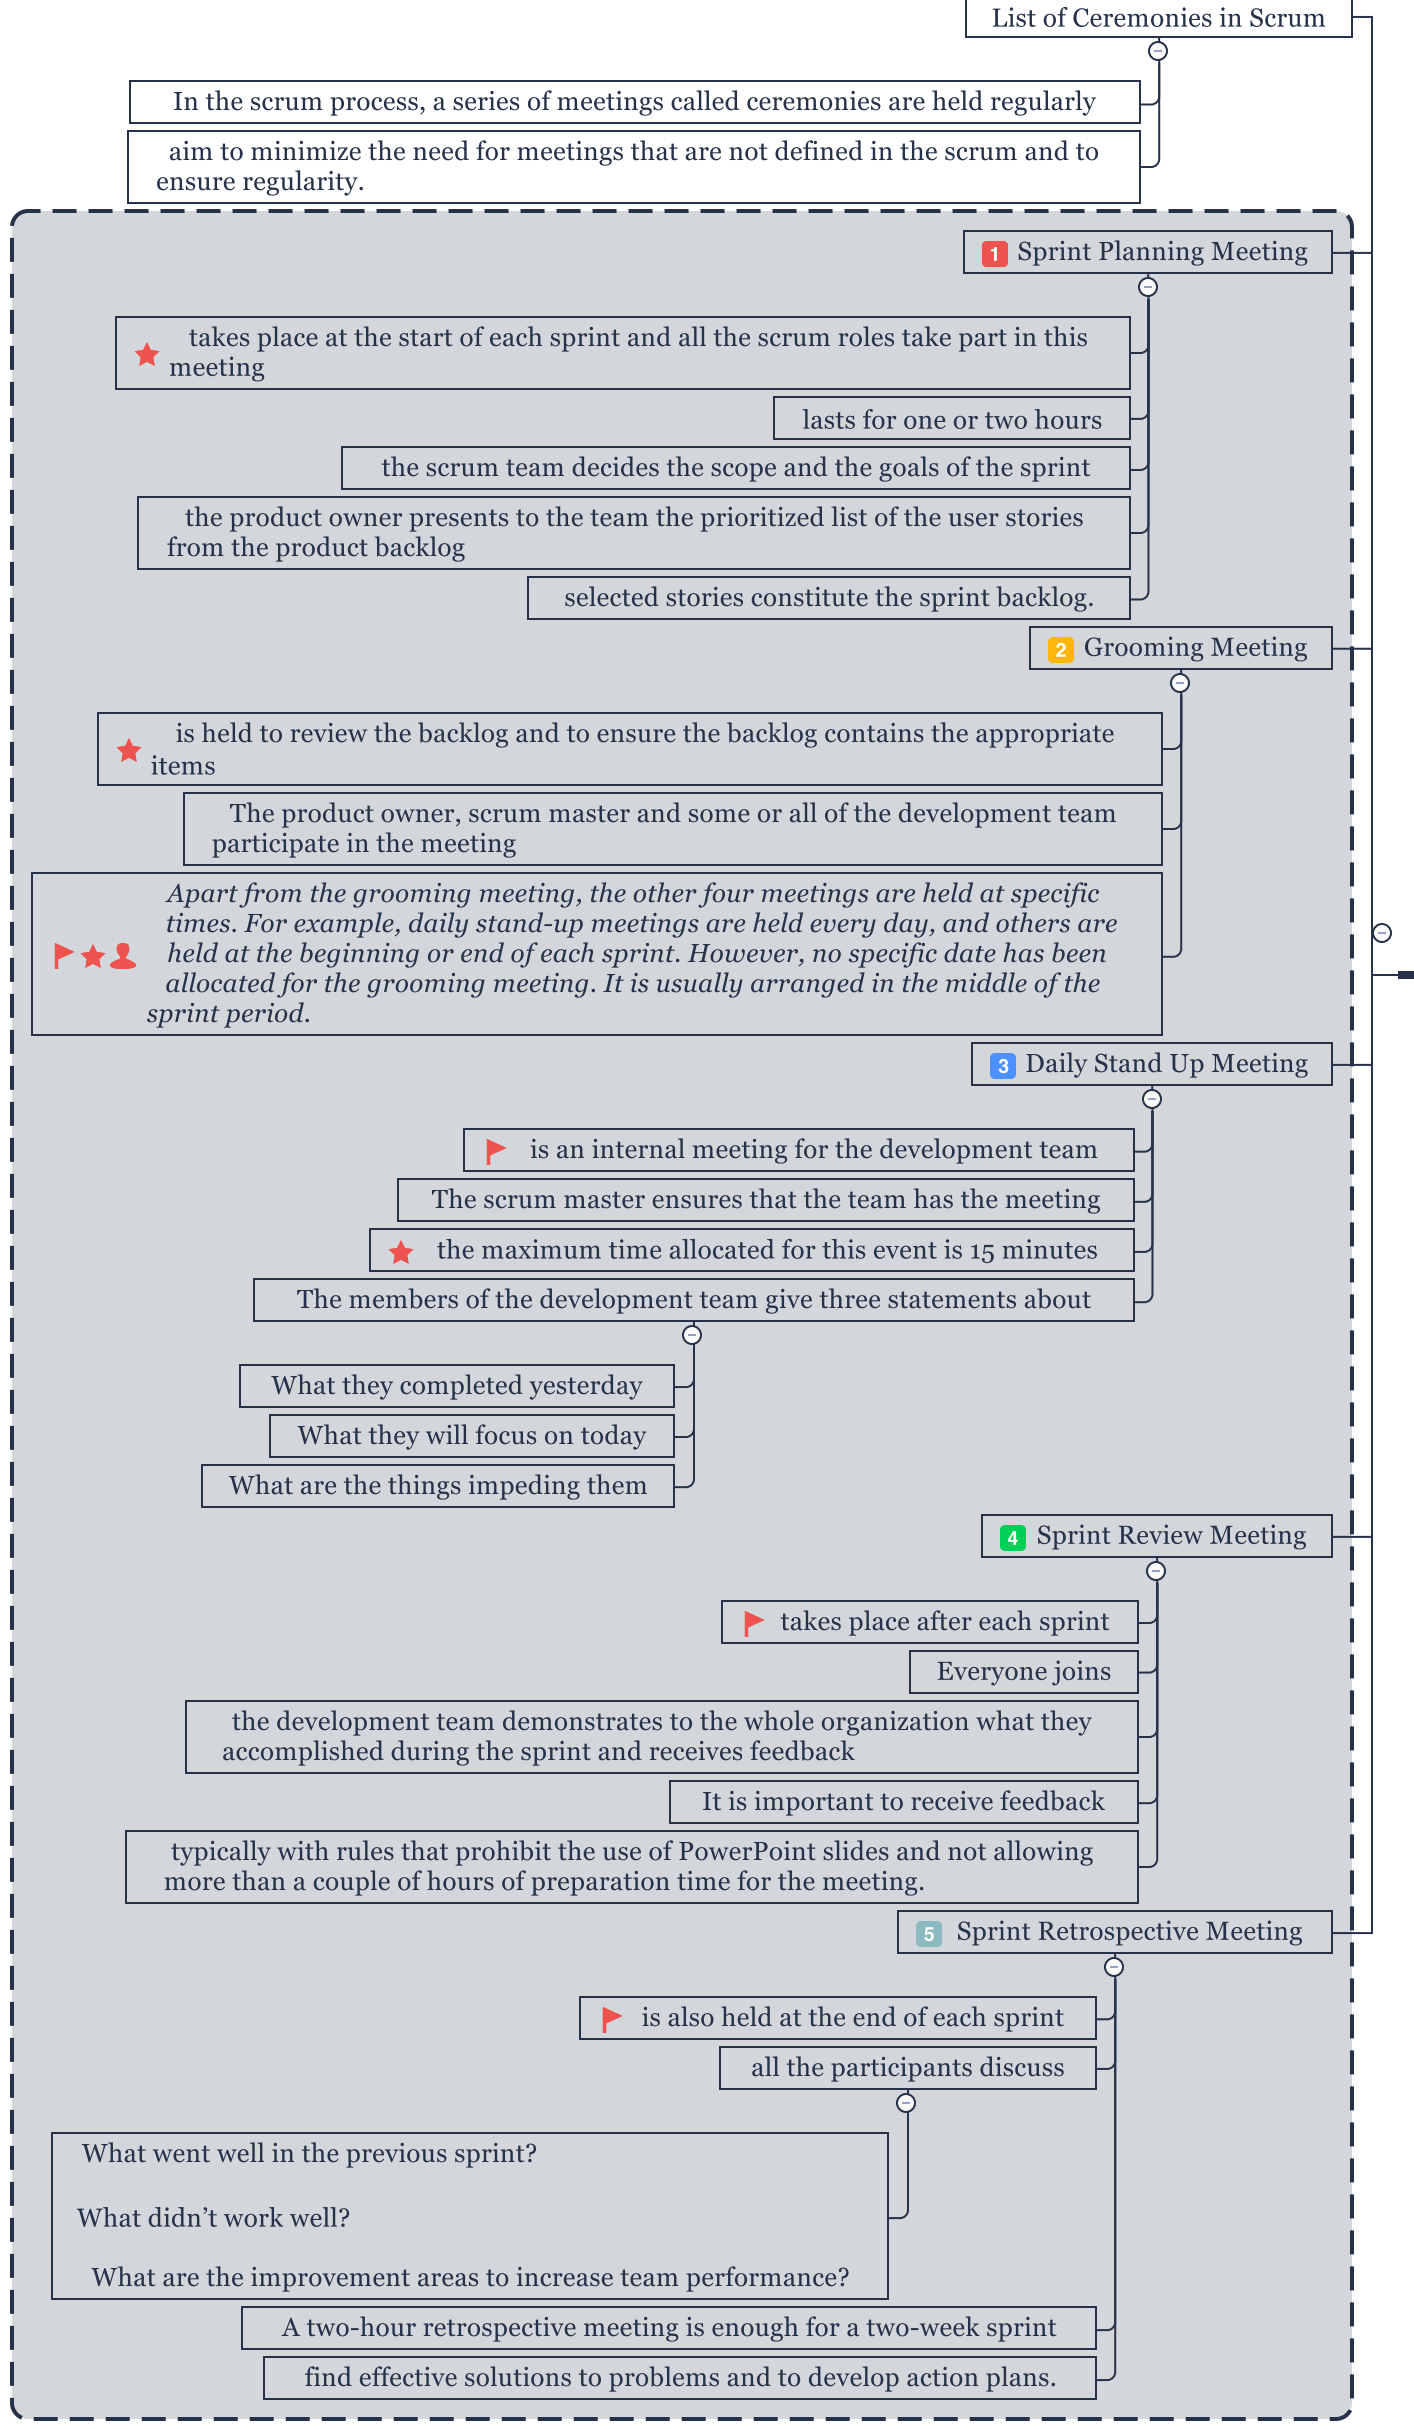 List of Ceremonies in Scrum
In the scrum process, a series of meetings called ceremonies are held regularly
aim to minimize the need for meetings that are not defined in the scrum and to
ensure regularity.
1 Sprint Planning Meeting
takes place at the start of each sprint and all the scrum roles take part in this
meeting
lasts for one or two hours
the scrum team decides the scope and the goals of the sprint
the product owner presents to the team the prioritized list of the user stories
from the product backlog
selected stories constitute the sprint backlog.
2 Grooming Meeting
is held to review the backlog and to ensure the backlog contains the appropriate
items
The product owner, scrum master and some or all of the development team
participate in the meeting
Apart from the grooming meeting, the other four meetings are held at specific
times. For example, daily stand-up meetings are held every day, and others are
held at the beginning or end of each sprint. However, no specific date has been
allocated for the grooming meeting. It is usually arranged in the middle of the
sprint period.
3 Daily Stand Up Meeting
is an internal meeting for the development team
The scrum master ensures that the team has the meeting
the maximum time allocated for this event is 15 minutes
The members of the development team give three statements about
What they completed yesterday
What they will focus on today
What are the things impeding them
4 Sprint Review Meeting
takes place after each sprint
Everyone joins
the development team demonstrates to the whole organization what they
accomplished during the sprint and receives feedback
It is important to receive feedback
typically with rules that prohibit the use of PowerPoint slides and not allowing
more than a couple of hours of preparation time for the meeting.
5 Sprint Retrospective Meeting
is also held at the end of each sprint
all the participants discuss
What went well in the previous sprint?
What didn’t work well?
What are the improvement areas to increase team performance?
A two-hour retrospective meeting is enough for a two-week sprint
find effective solutions to problems and to develop action plans.